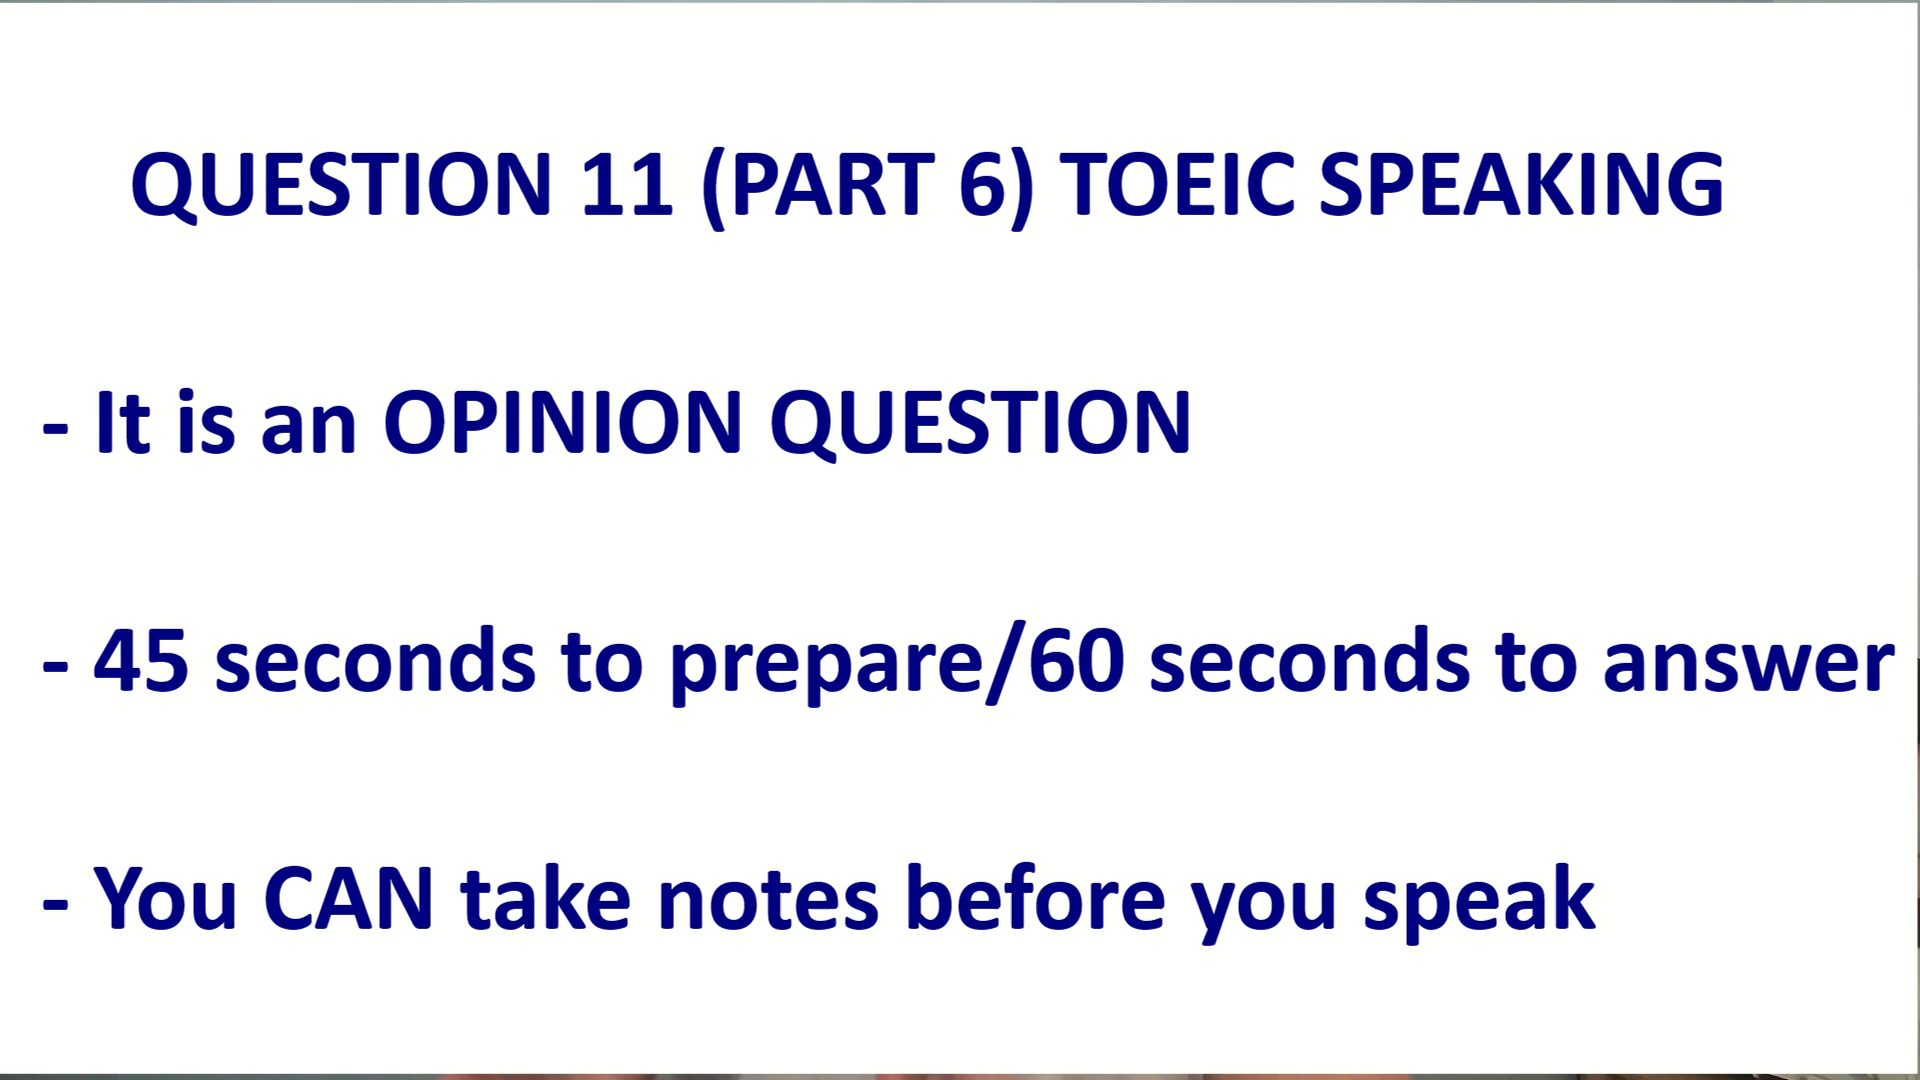 QUESTION 11 (PART 6) TOEIC SPEAKING
- It is an OPINION QUESTION
- 45 seconds to prepare/60 seconds to answer
- You CAN take notes before you speak